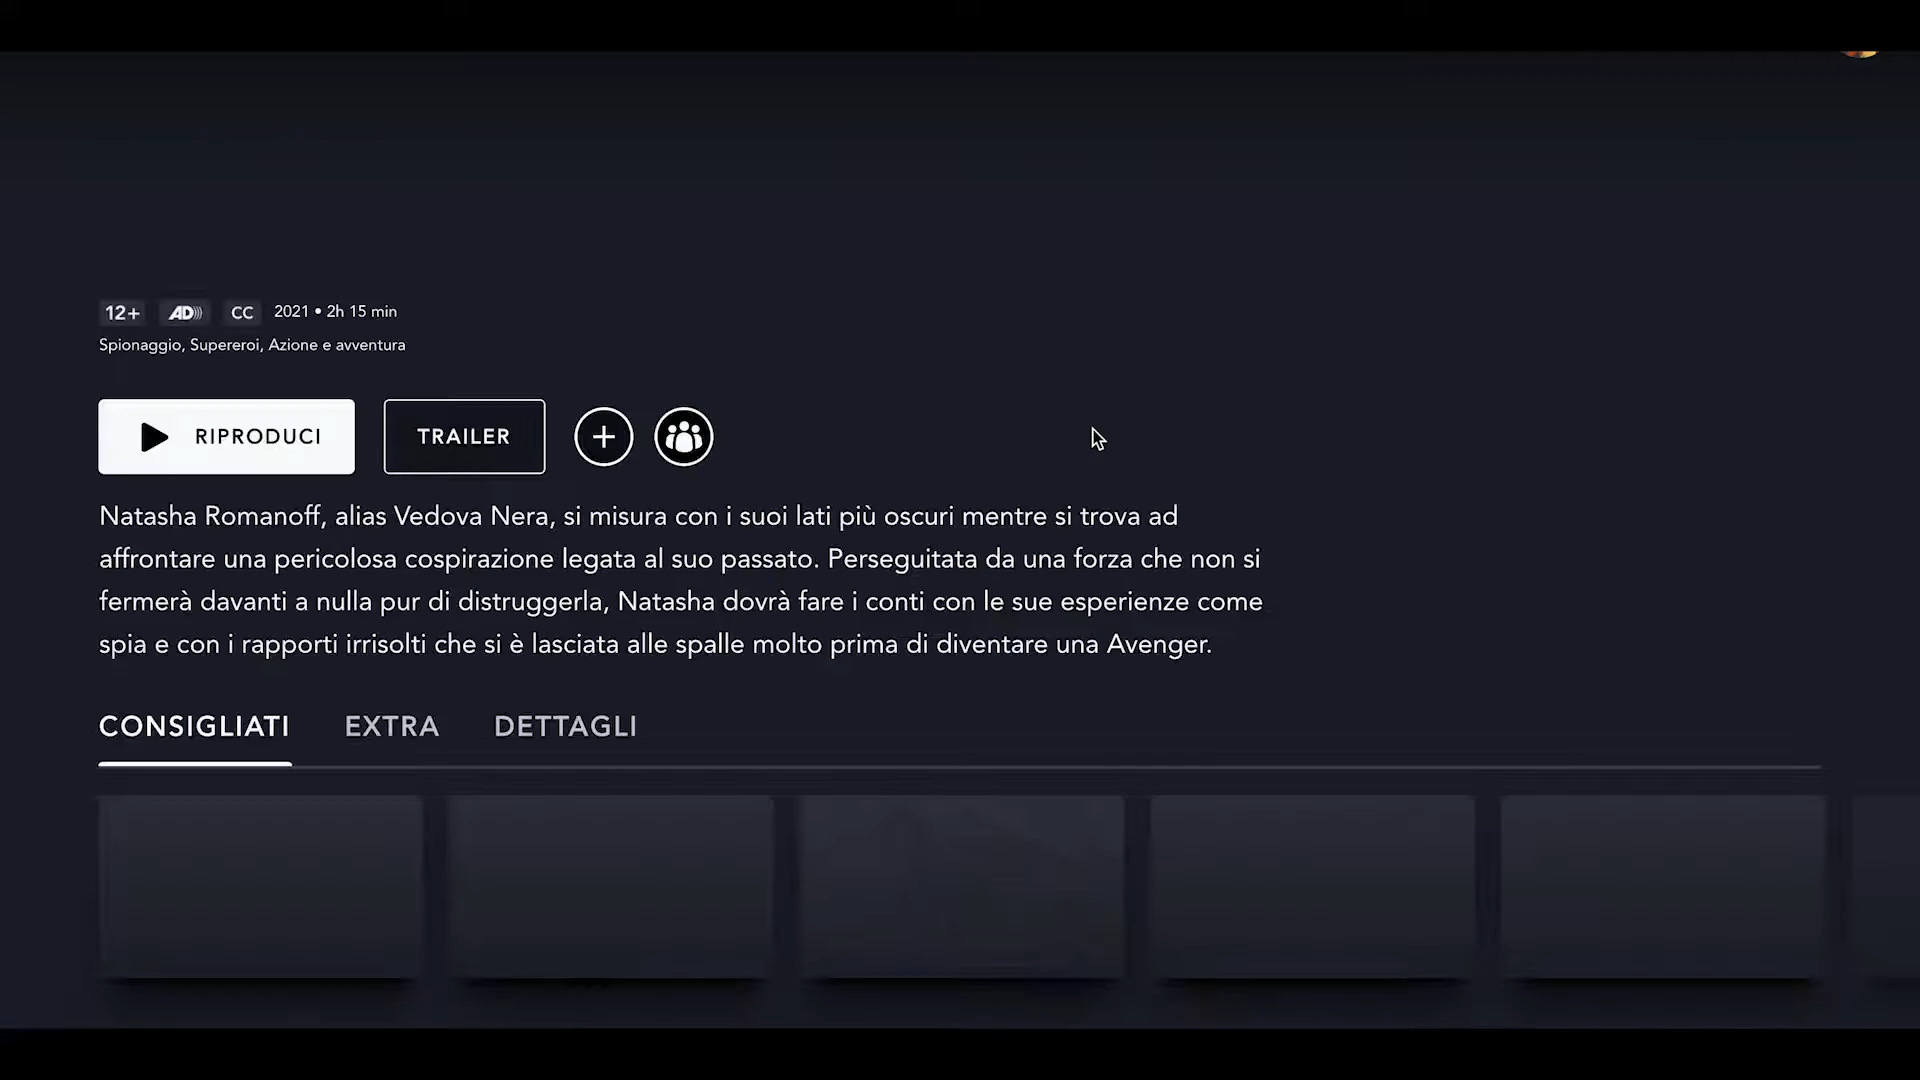 12+ AD CC 2021 • 2h 15 min
Spionaggio, Supereroi, Azione e avventura
RIPRODUCI TRAILER
Natasha Romanoff, alias Vedova Nera, si misura con i suoi lati più oscuri mentre si trova ad
affrontare una pericolosa cospirazione legata al suo passato. Perseguitata da una forza che non si
fermerà davanti a nulla pur di distruggerla, Natasha dovrà fare i conti con le sue esperienze come
spia e con i rapporti irrisolti che si è lasciata alle spalle molto prima di diventare una Avenger.
CONSIGLIATI EXTRA DETTAGLI